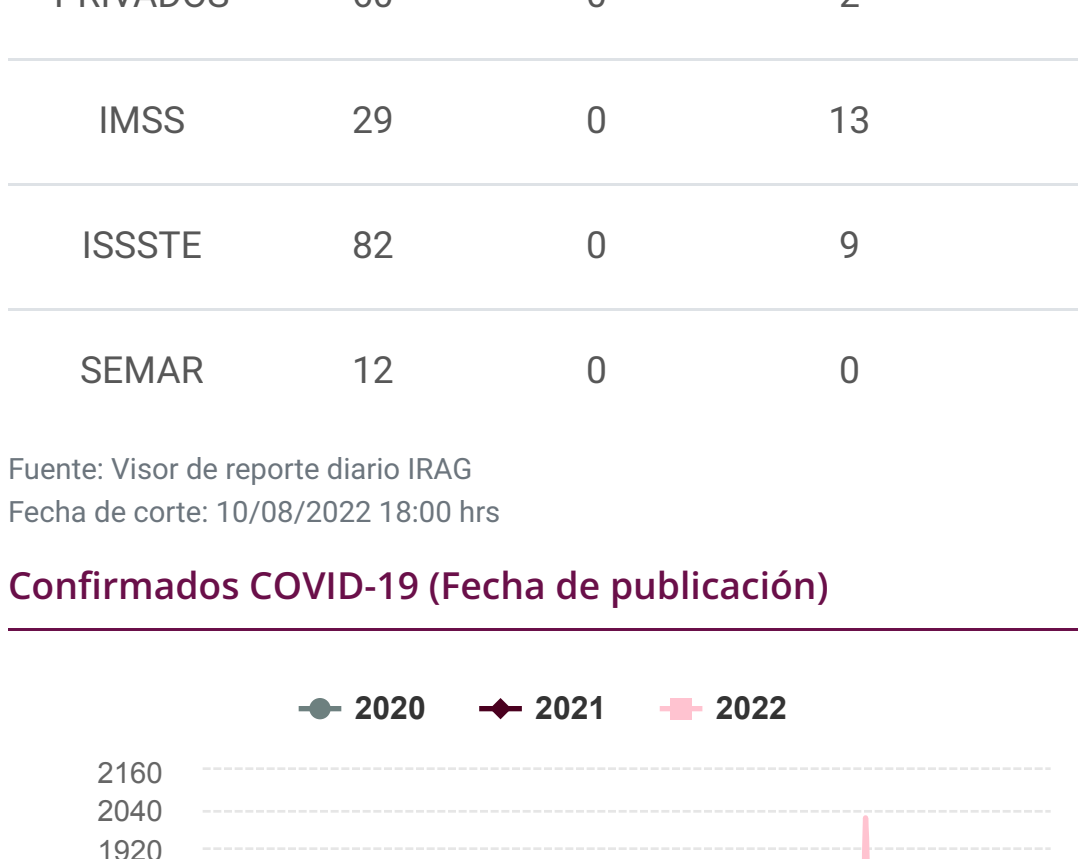 PRIVADOS 2
IMSS 29 0 13
ISSSTE 82 0 9
SEMAR 12 0 0
Fuente: Visor de reporte diario IRAG
Fecha de corte: 10/08/2022 18:00 hrs
Confirmados COVID-19 (Fecha de publicación)
2020 2021 2022
2160
2040
1920